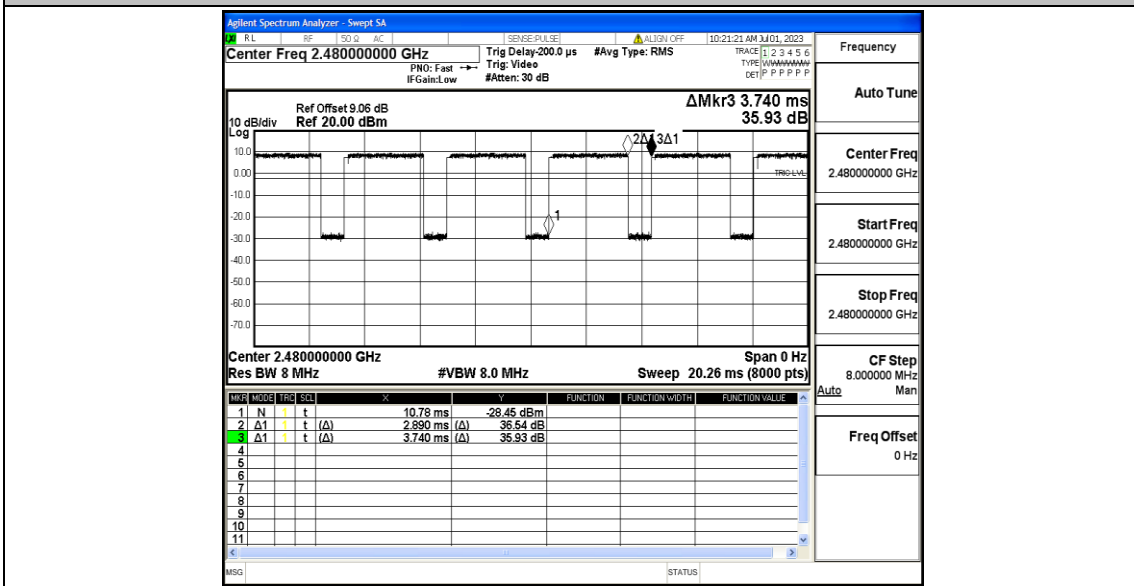 Agilent Spectrum Analyzer - Swept SA
RL RF 50 Ω AC SENSE:PULSE ALIGN OFF 10:21:21 AM Jul 01, 2023
Center Freq 2.480000000 GHz
PNO: Fast
IFGain:Low
Trig Delay-200.0 µs
Trig: Video
#Atten: 30 dB
#Avg Type: RMS
TRACE 1 2 3 4 5 6
TYPE
DET P P P P P P
Ref Offset 9.06 dB
Ref 20.00 dBm
10 dB/div
Log
ΔMkr3 3.740 ms
35.93 dB
10.0
0.00
-10.0
-20.0
-30.0
-40.0
-50.0
-60.0
-70.0
2Δ1 3Δ1
TRIG LVL
1
Center 2.480000000 GHz
Span 0 Hz
Res BW 8 MHz
#VBW 8.0 MHz
Sweep 20.26 ms (8000 pts)
MKR MODE TRC SCL X Y FUNCTION FUNCTION WIDTH FUNCTION VALUE
1 N 1 t 10.78 ms -28.45 dBm
2 Δ1 1 t (Δ) 2.890 ms (Δ) 36.54 dB
3 Δ1 1 t (Δ) 3.740 ms (Δ) 35.93 dB
4
5
6
7
8
9
10
11
MSG
STATUS
Frequency
Auto Tune
Center Freq
2.480000000 GHz
Start Freq
2.480000000 GHz
Stop Freq
2.480000000 GHz
CF Step
8.000000 MHz
Auto Man
Freq Offset
0 Hz